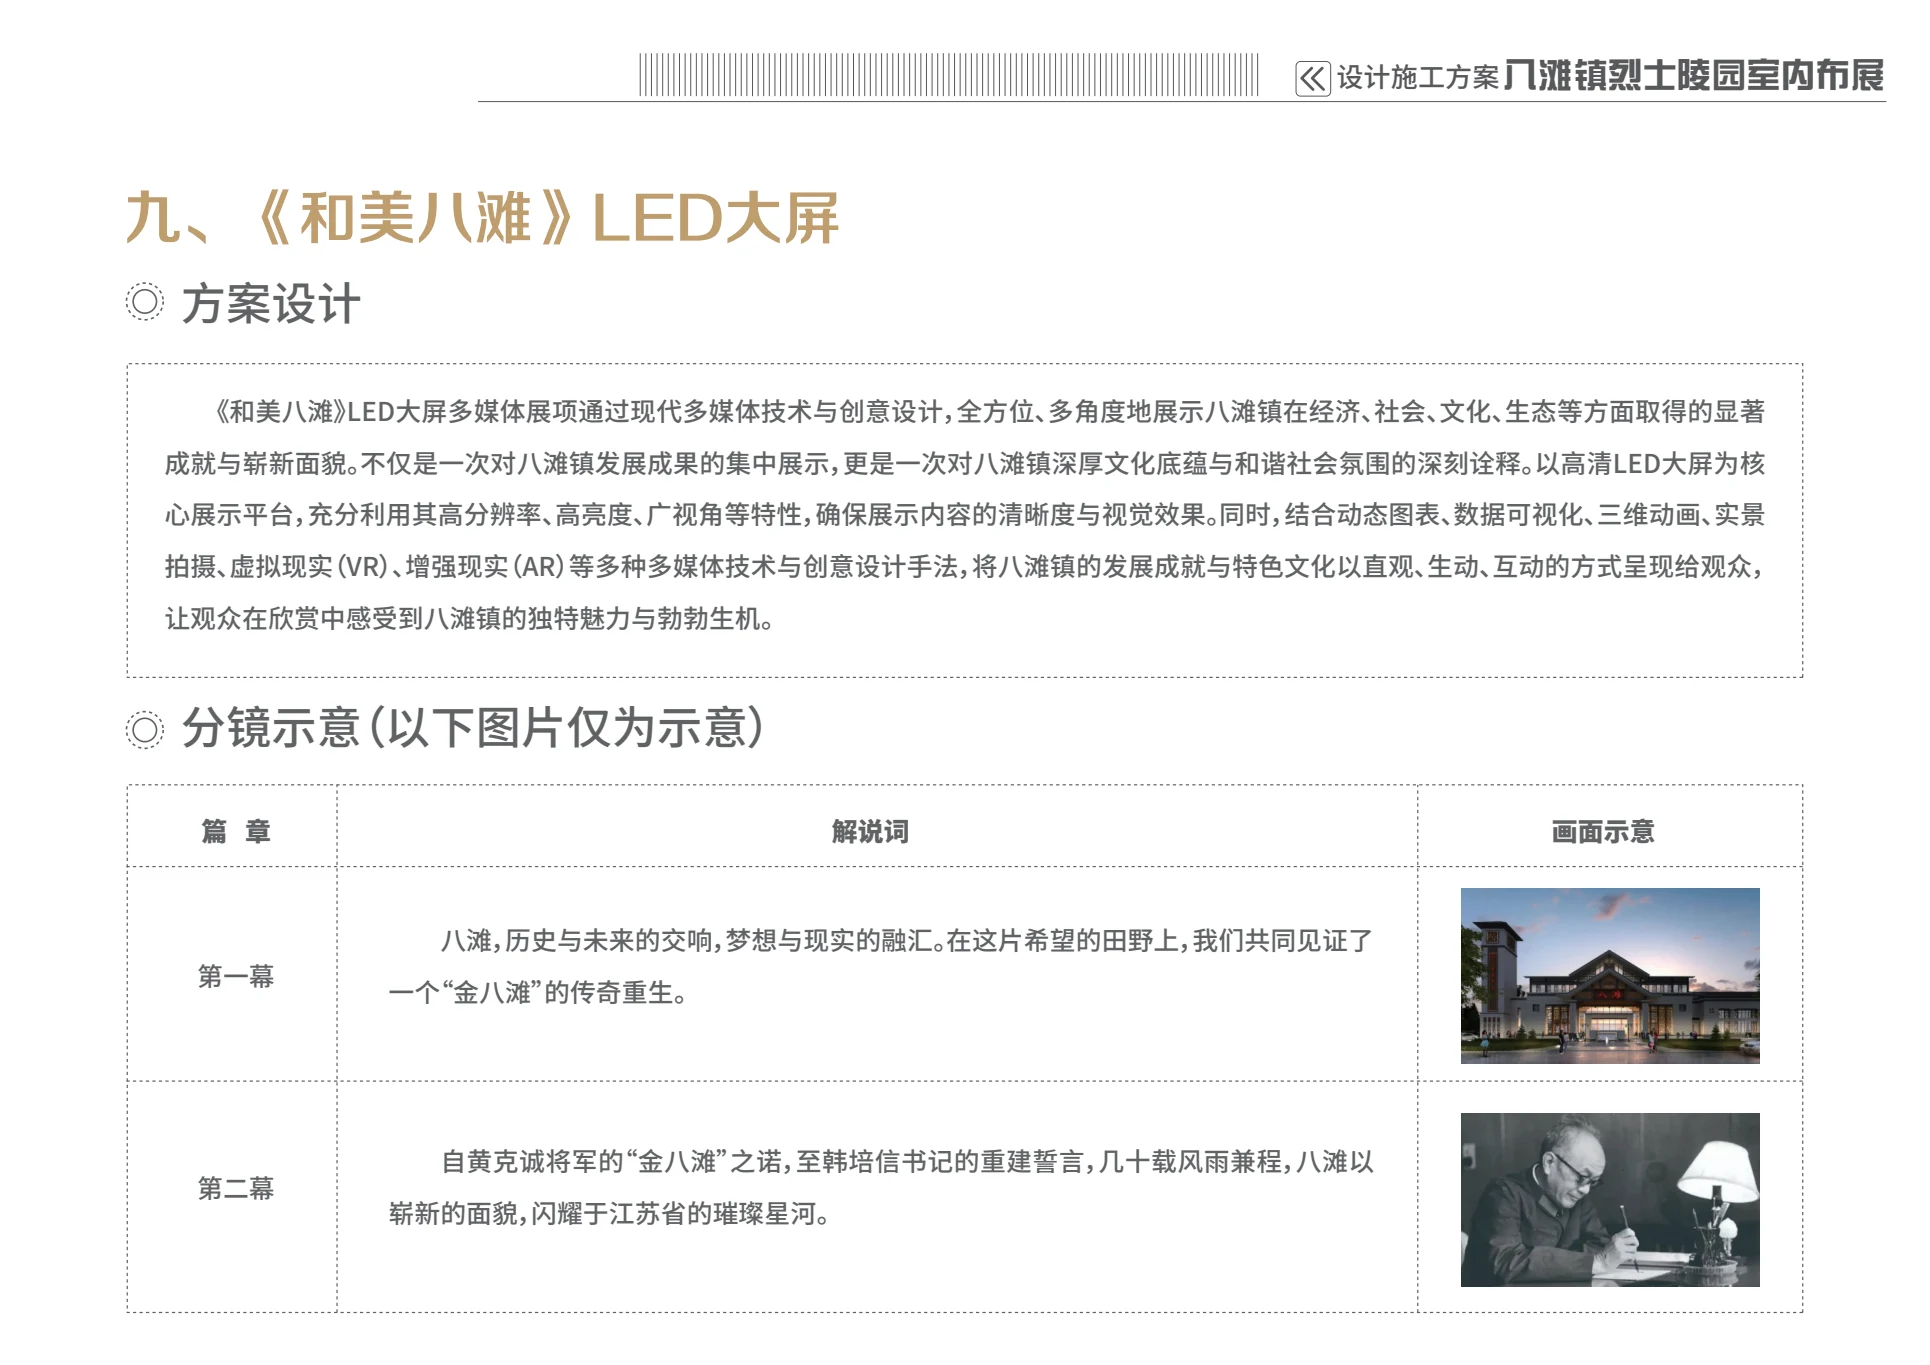 设计施工方案八滩镇烈士陵园室内布展
九、《和美八滩》LED大屏
方案设计
《和美八滩》LED大屏多媒体展项通过现代多媒体技术与创意设计,全方位、多角度地展示八滩镇在经济、社会、文化、生态等方面取得的显著
成就与崭新面貌。不仅是一次对八滩镇发展成果的集中展示,更是一次对八滩镇深厚文化底蕴与和谐社会氛围的深刻诠释。以高清LED大屏为核
心展示平台,充分利用其高分辨率、高亮度、广视角等特性,确保展示内容的清晰度与视觉效果。同时,结合动态图表、数据可视化、三维动画、实景
拍摄、虚拟现实(VR)、增强现实(AR)等多种多媒体技术与创意设计手法,将八滩镇的发展成就与特色文化以直观、生动、互动的方式呈现给观众,
让观众在欣赏中感受到八滩镇的独特魅力与勃勃生机。
分镜示意(以下图片仅为示意)
篇 章
解说词
画面示意
第一幕
八滩,历史与未来的交响,梦想与现实的融汇。在这片希望的田野上,我们共同见证了
一个“金八滩”的传奇重生。
八滩
第二幕
自黄克诚将军的“金八滩”之诺,至韩培信书记的重建誓言,几十载风雨兼程,八滩以
崭新的面貌,闪耀于江苏省的璀璨星河。